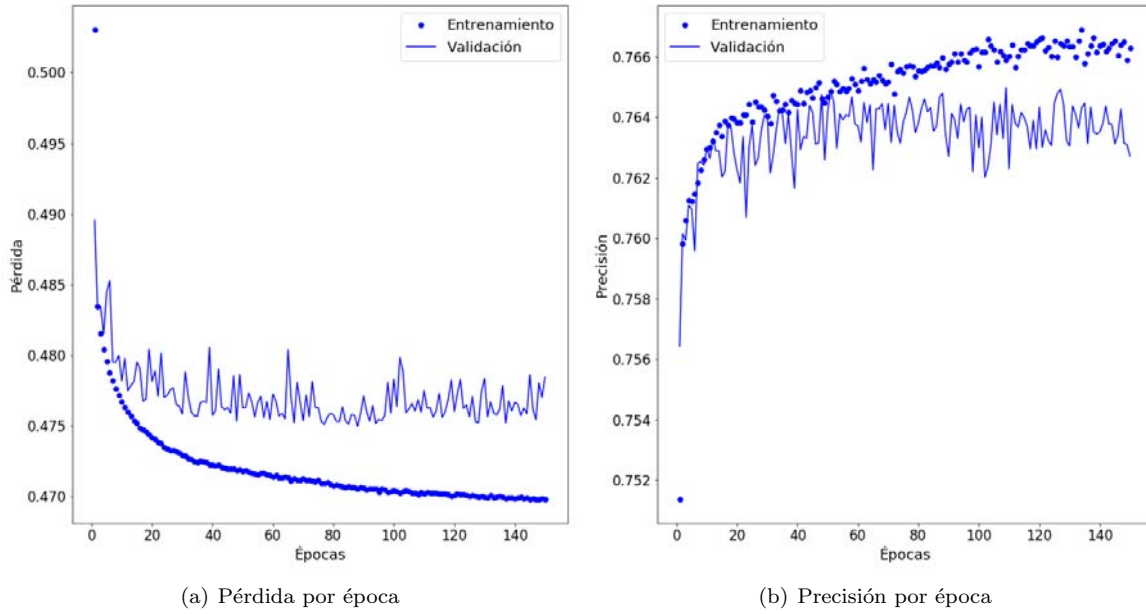 Entrenamiento
Validación
0.500
0.495
0.490
0.485
0.480
0.475
0.470
Pérdida
0 20 40 60 80 100 120 140
Épocas
(a) Pérdida por época
Entrenamiento
Validación
0.766
0.764
0.762
0.760
0.758
0.756
0.754
0.752
Precisión
0 20 40 60 80 100 120 140
Épocas
(b) Precisión por época